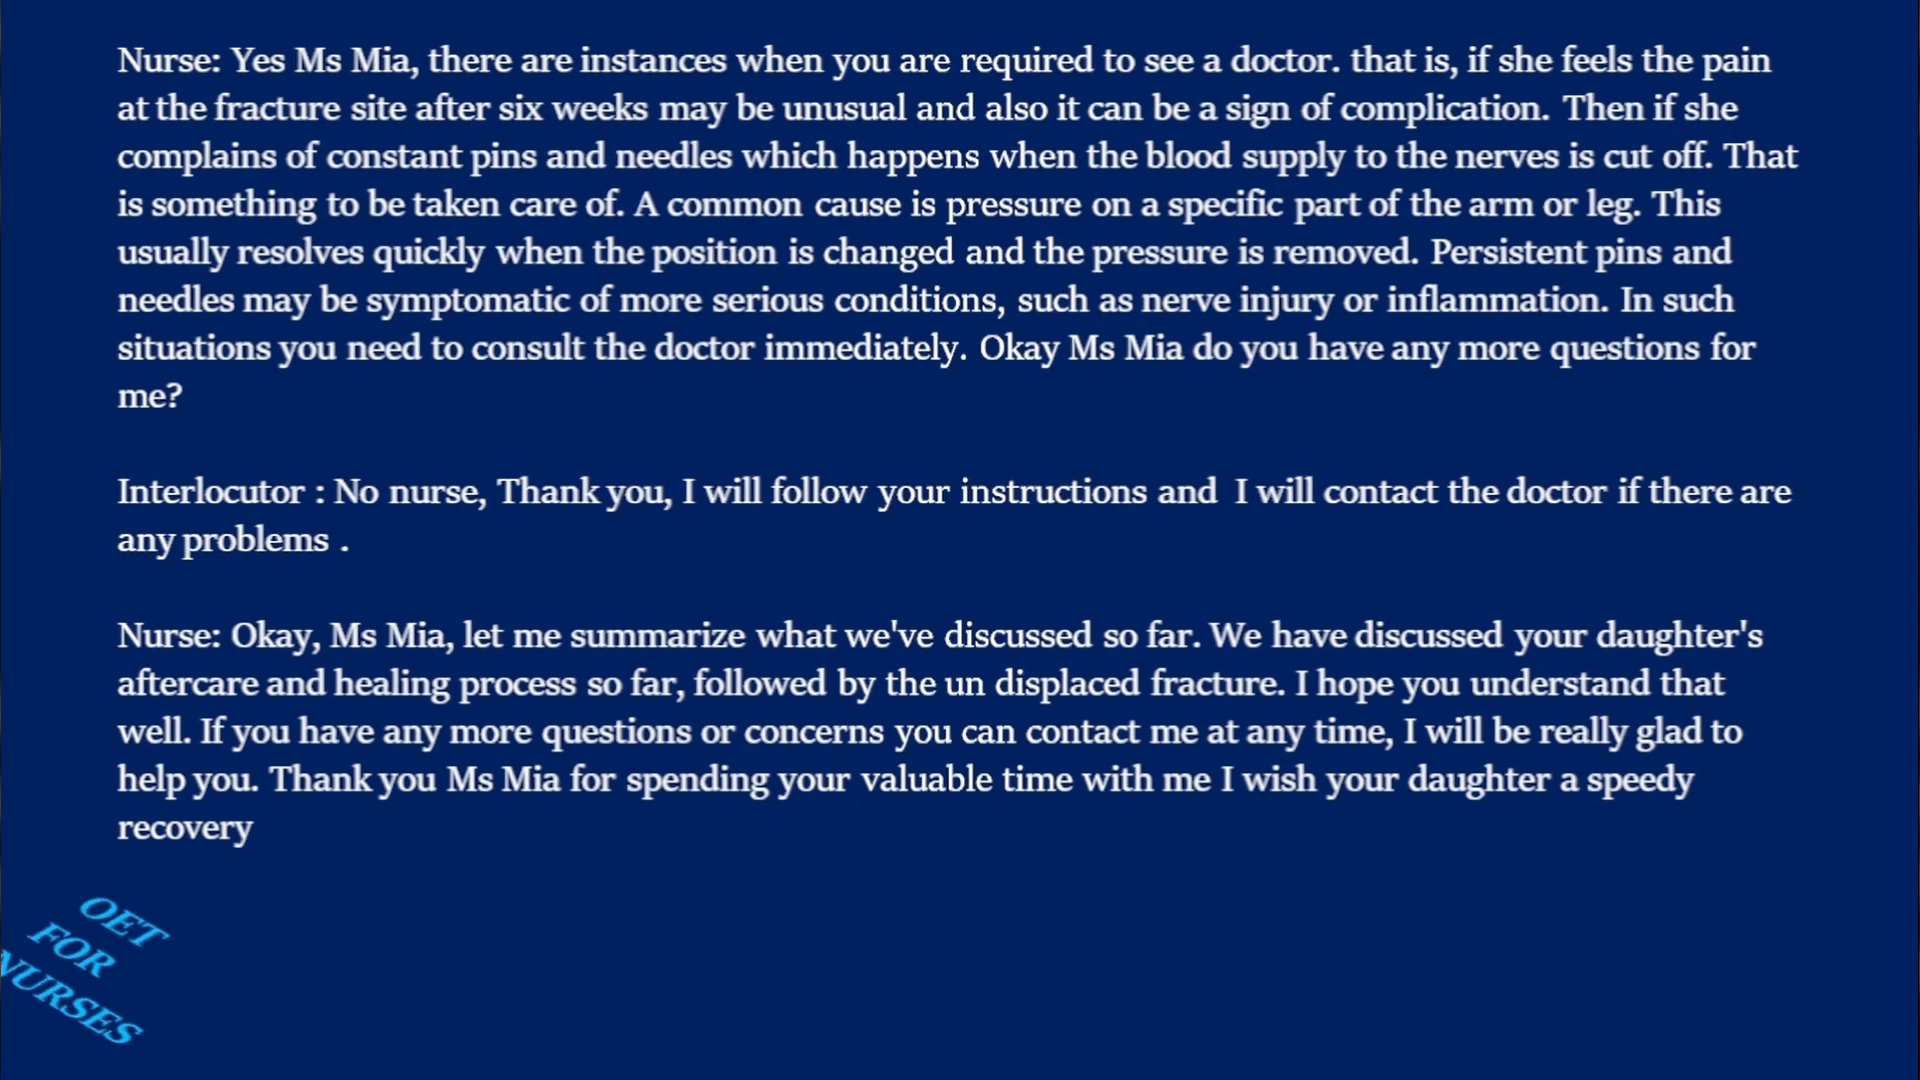 Nurse: Yes Ms Mia, there are instances when you are required to see a doctor. that is, if she feels the pain
at the fracture site after six weeks may be unusual and also it can be a sign of complication. Then if she
complains of constant pins and needles which happens when the blood supply to the nerves is cut off. That
is something to be taken care of. A common cause is pressure on a specific part of the arm or leg. This
usually resolves quickly when the position is changed and the pressure is removed. Persistent pins and
needles may be symptomatic of more serious conditions, such as nerve injury or inflammation. In such
situations you need to consult the doctor immediately. Okay Ms Mia do you have any more questions for
me?
Interlocutor : No nurse, Thank you, I will follow your instructions and  I will contact the doctor if there are
any problems .
Nurse: Okay, Ms Mia, let me summarize what we've discussed so far. We have discussed your daughter's
aftercare and healing process so far, followed by the un displaced fracture. I hope you understand that
well. If you have any more questions or concerns you can contact me at any time, I will be really glad to
help you. Thank you Ms Mia for spending your valuable time with me I wish your daughter a speedy
recovery
OET
FOR
NURSES